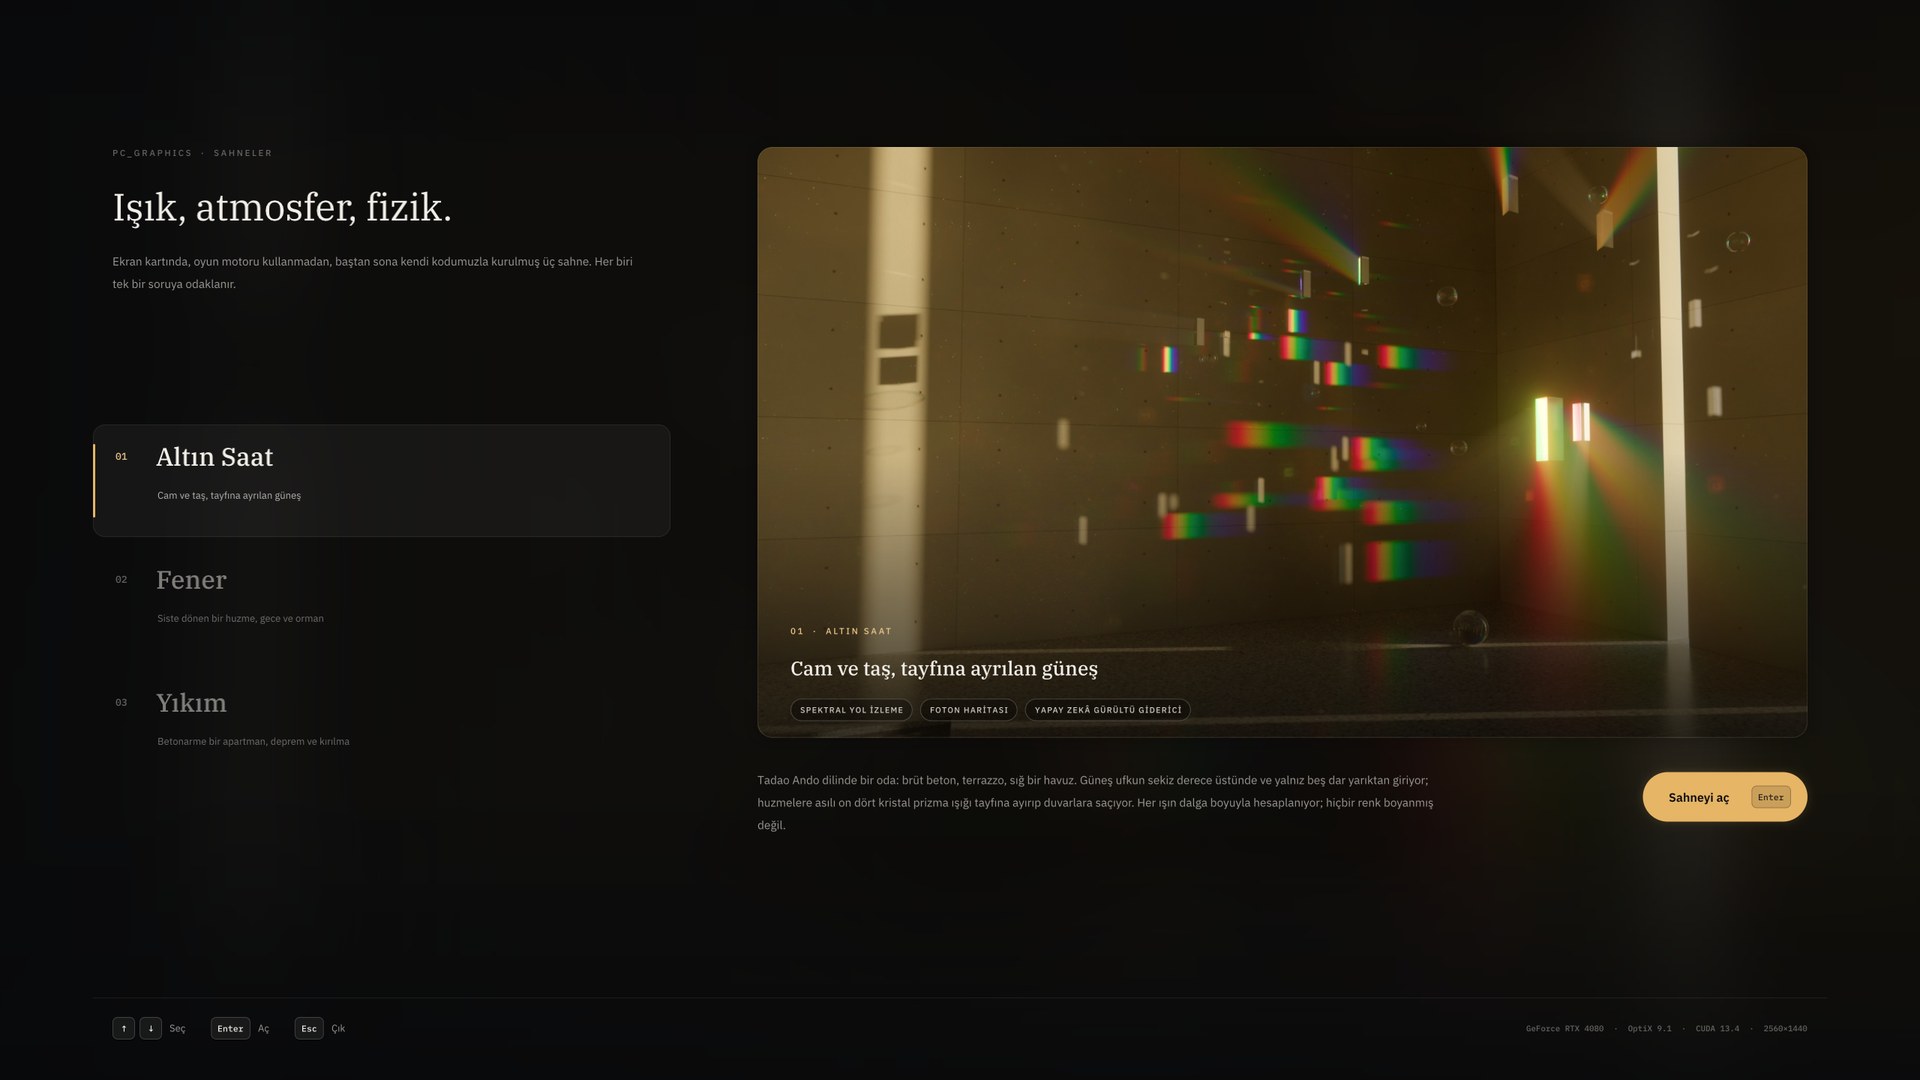 PC_GRAPHICS · SAHNELER
Işık, atmosfer, fizik.
Ekran kartında, oyun motoru kullanmadan, baştan sona kendi kodumuzla kurulmuş üç sahne. Her biri
tek bir soruya odaklanır.
01 Altın Saat
Cam ve taş, tayfına ayrılan güneş
02 Fener
Siste dönen bir huzme, gece ve orman
03 Yıkım
Betonarme bir apartman, deprem ve kırılma
01 · ALTIN SAAT
Cam ve taş, tayfına ayrılan güneş
SPEKTRAL YOL İZLEME FOTON HARİTASI YAPAY ZEKÂ GÜRÜLTÜ GİDERİCİ
Tadao Ando dilinde bir oda: brüt beton, terrazzo, sığ bir havuz. Güneş ufkun sekiz derece üstünde ve yalnız beş dar yarıktan giriyor;
huzmelere asılı on dört kristal prizma ışığı tayfına ayırıp duvarlara saçıyor. Her ışın dalga boyuyla hesaplanıyor; hiçbir renk boyanmış
değil.
Sahneyi aç Enter
↑ ↓ Seç Enter Aç Esc Çık
GeForce RTX 4080 · OptiX 9.1 · CUDA 13.4 · 2560×1440